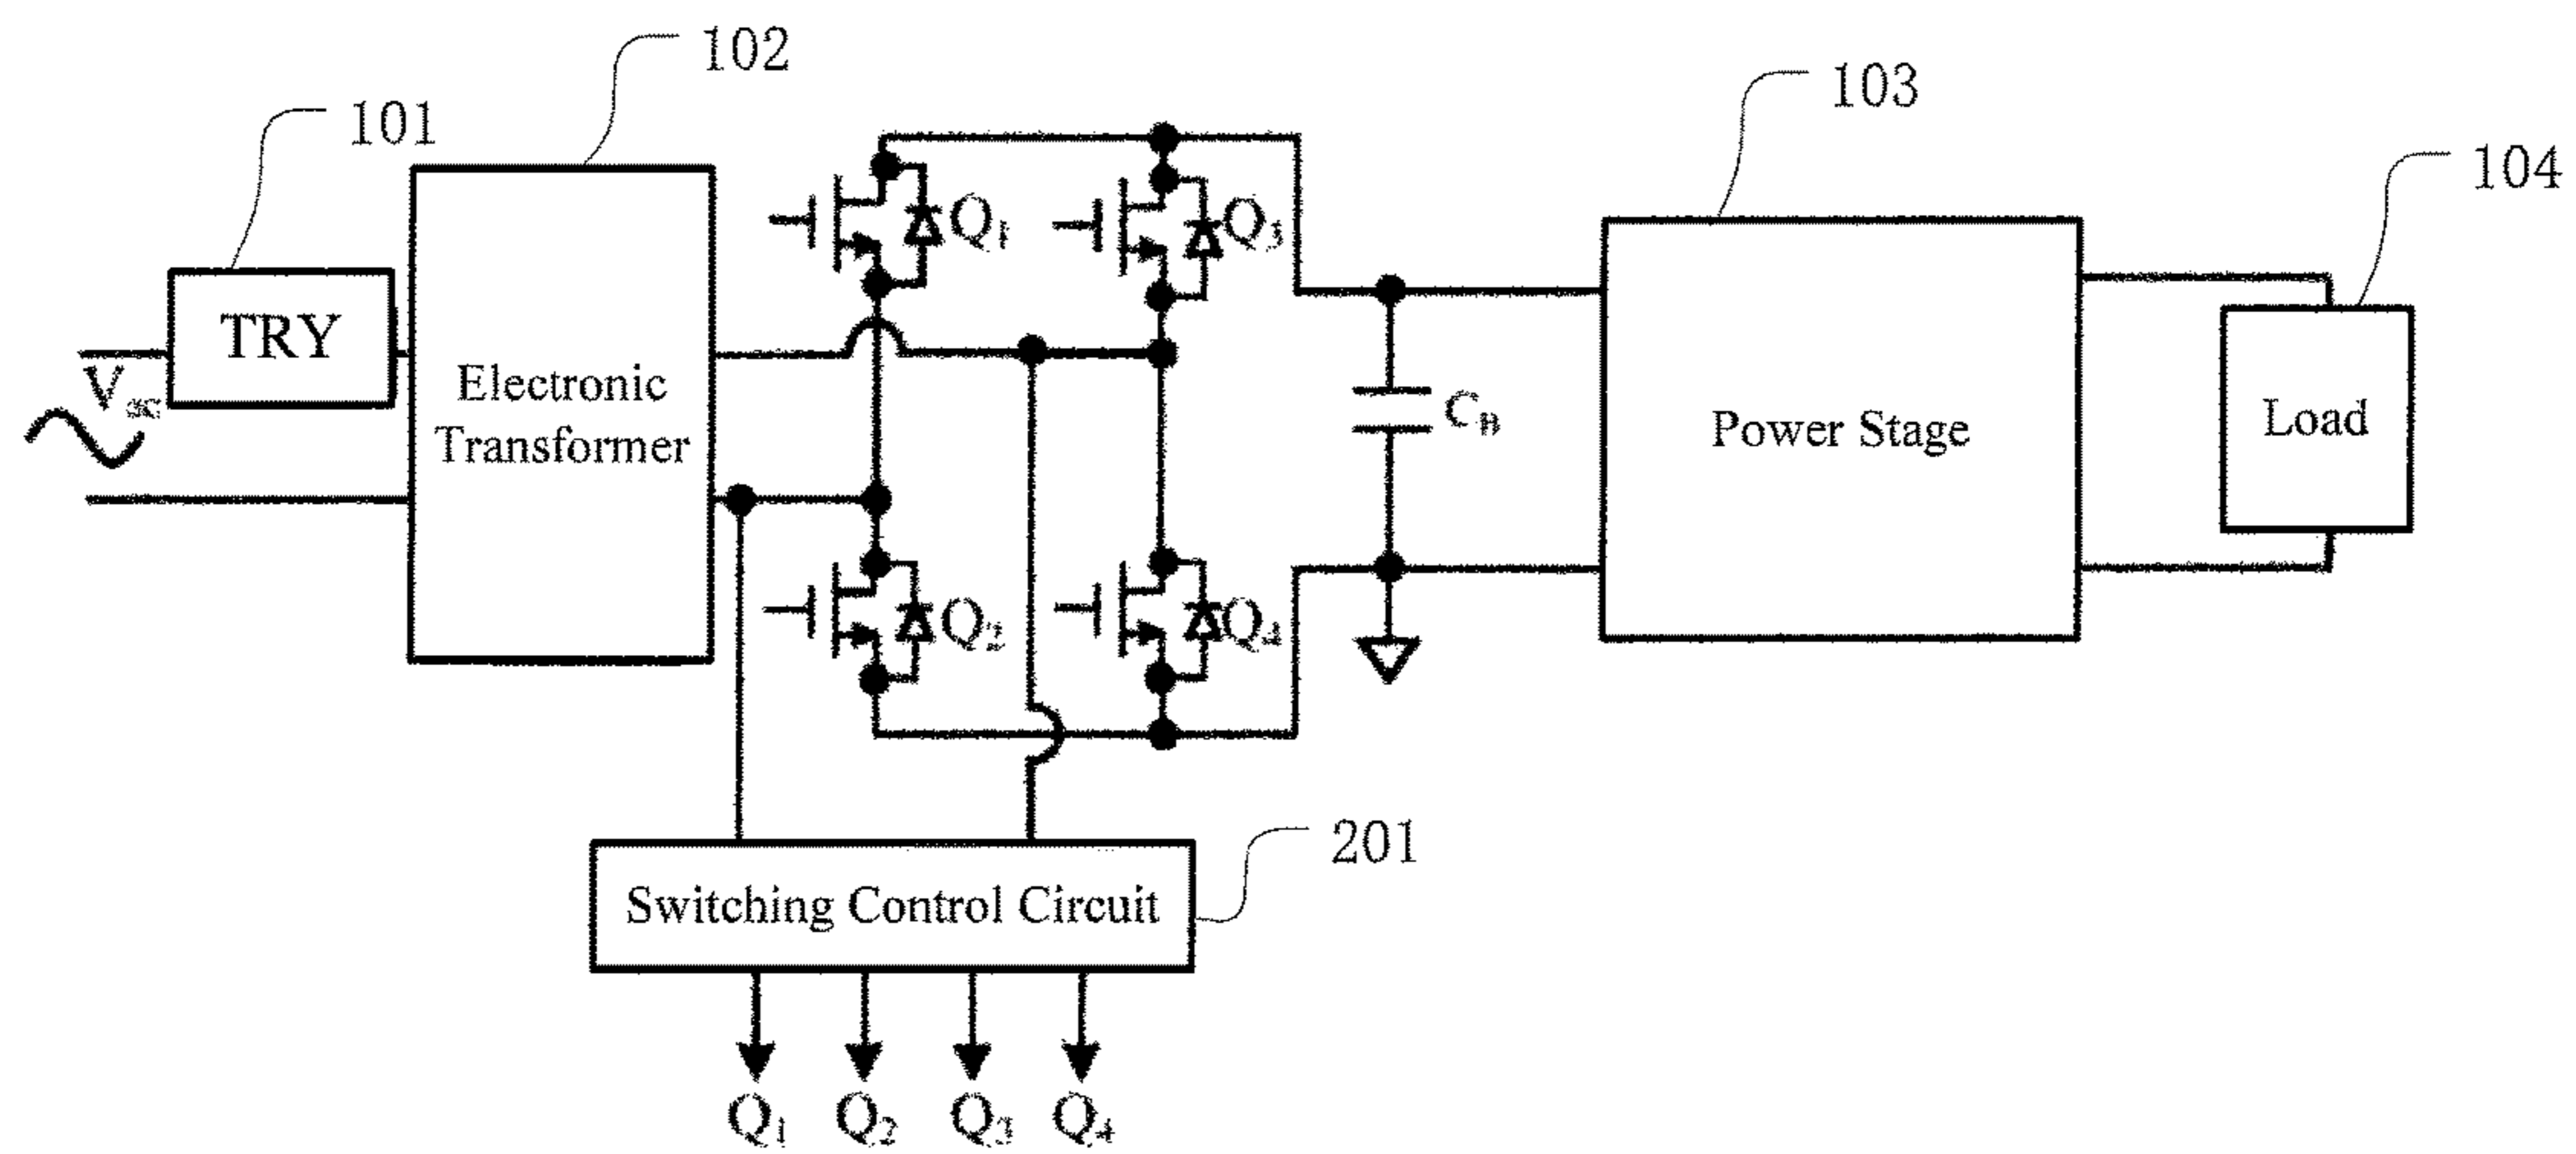 102
103
101
104
Q1
Q3
TRY
Vac
Electronic
Transformer
CB
Power Stage
Load
Q2
Q4
201
Switching Control Circuit
Q1 Q2 Q3 Q4